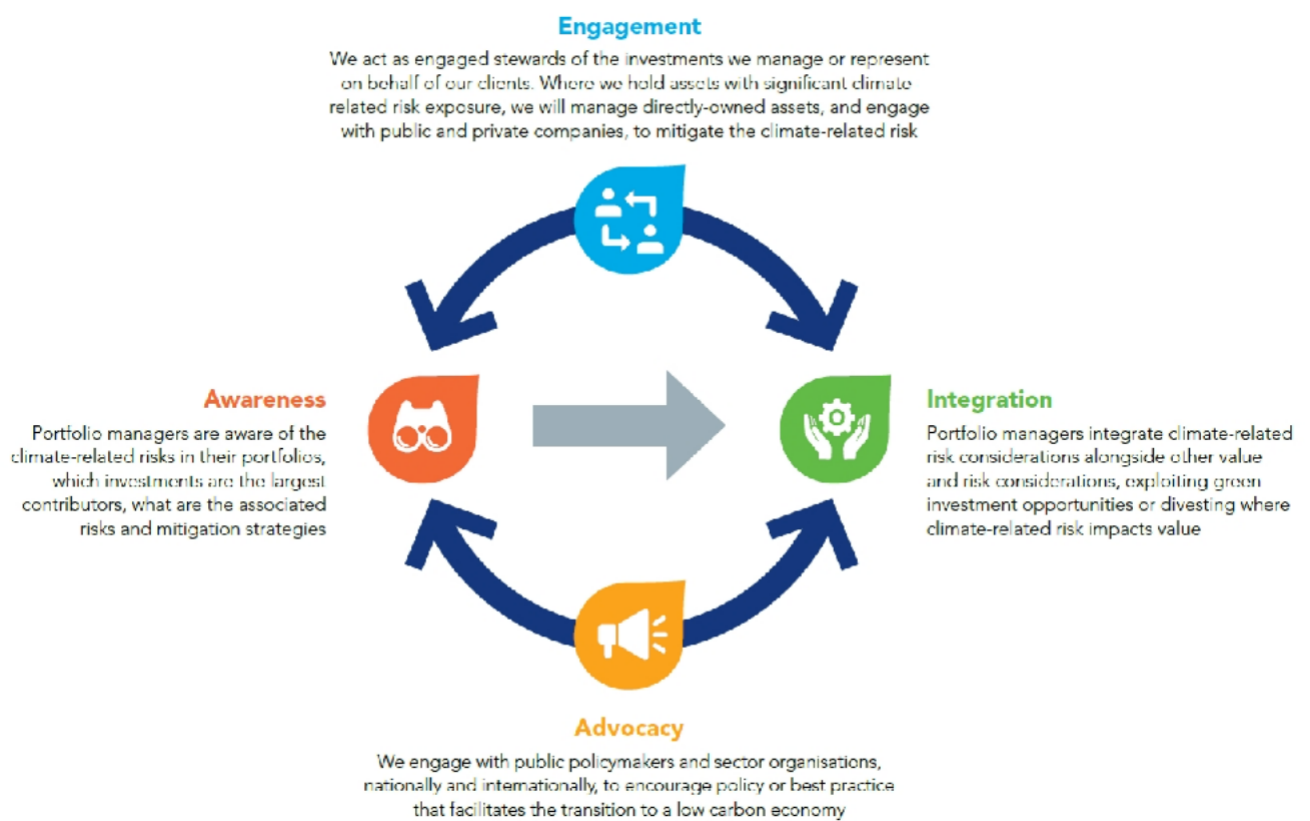 Engagement
We act as engaged stewards of the investments we manage or represent
on behalf of our clients. Where we hold assets with significant climate
related risk exposure, we will manage directly-owned assets, and engage
with public and private companies, to mitigate the climate-related risk
Awareness
Portfolio managers are aware of the
climate-related risks in their portfolios,
which investments are the largest
contributors, what are the associated
risks and mitigation strategies
Integration
Portfolio managers integrate climate-related
risk considerations alongside other value
and risk considerations, exploiting green
investment opportunities or divesting where
climate-related risk impacts value
Advocacy
We engage with public policymakers and sector organisations,
nationally and internationally, to encourage policy or best practice
that facilitates the transition to a low carbon economy